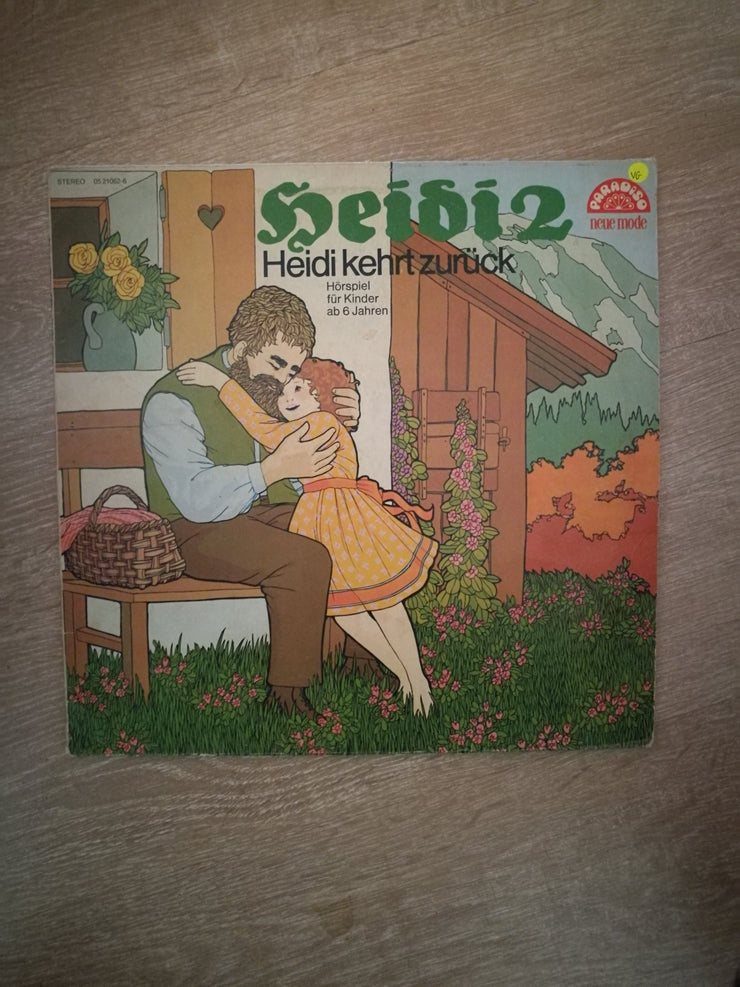 STEREO 05 21062-6
Heidi 2
Heidi kehrt zurück
Hörspiel
für Kinder
ab 6 Jahren
VG
PARADISO
neue mode